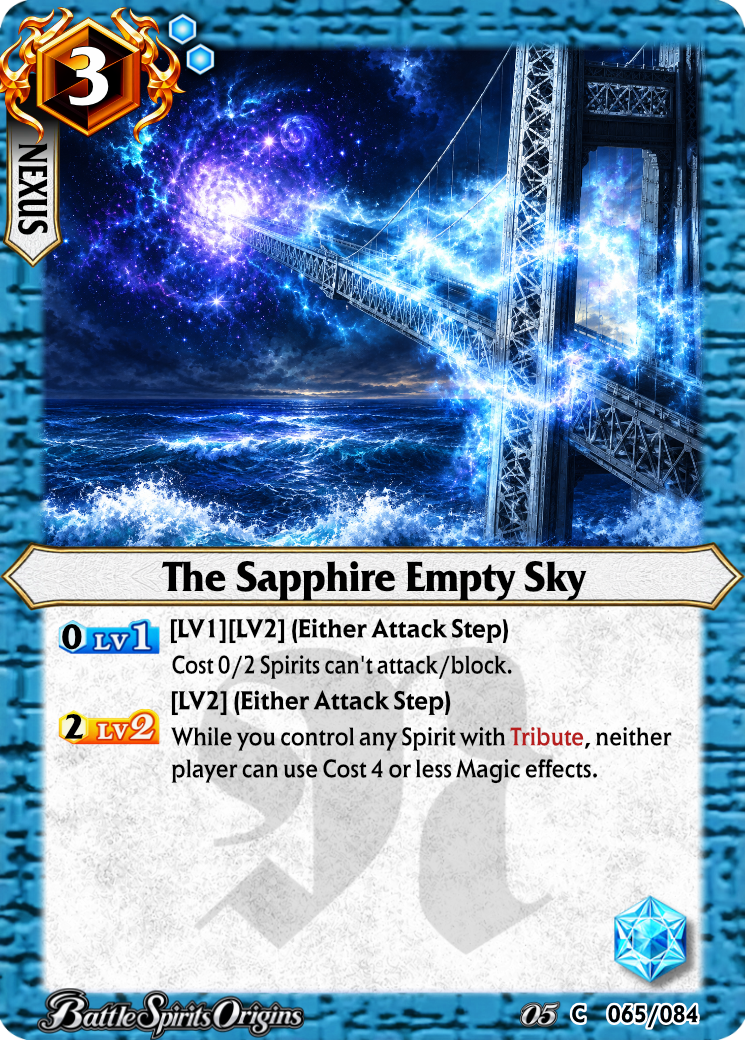 3
NEXUS
The Sapphire Empty Sky
0 LV1 [LV1][LV2] (Either Attack Step)
Cost 0/2 Spirits can't attack/block.
[LV2] (Either Attack Step)
2 LV2 While you control any Spirit with Tribute, neither
player can use Cost 4 or less Magic effects.
Battle Spirits Origins 05 C 065/084